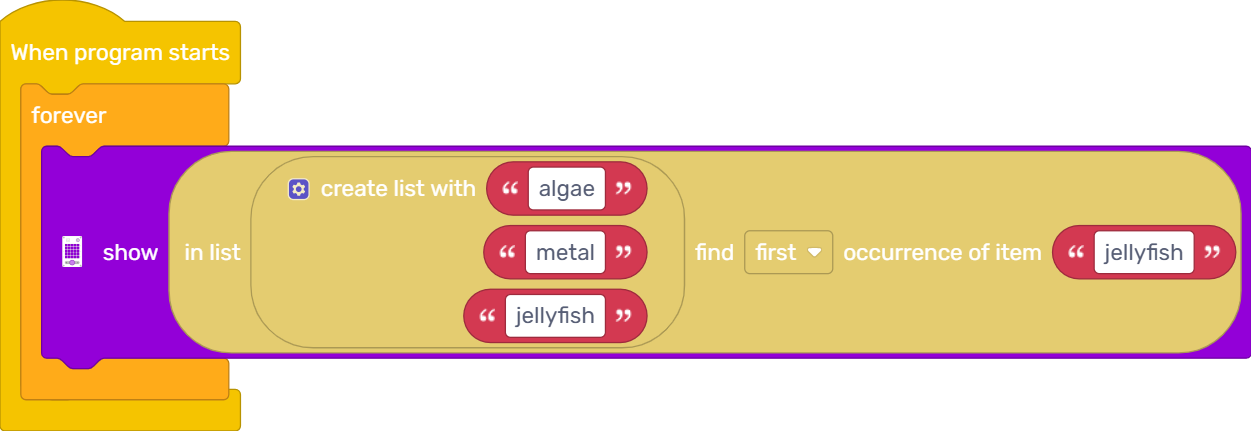 When program starts
forever
create list with “ algae ”
“ metal ”
“ jellyfish ”
show in list find first occurrence of item “ jellyfish ”